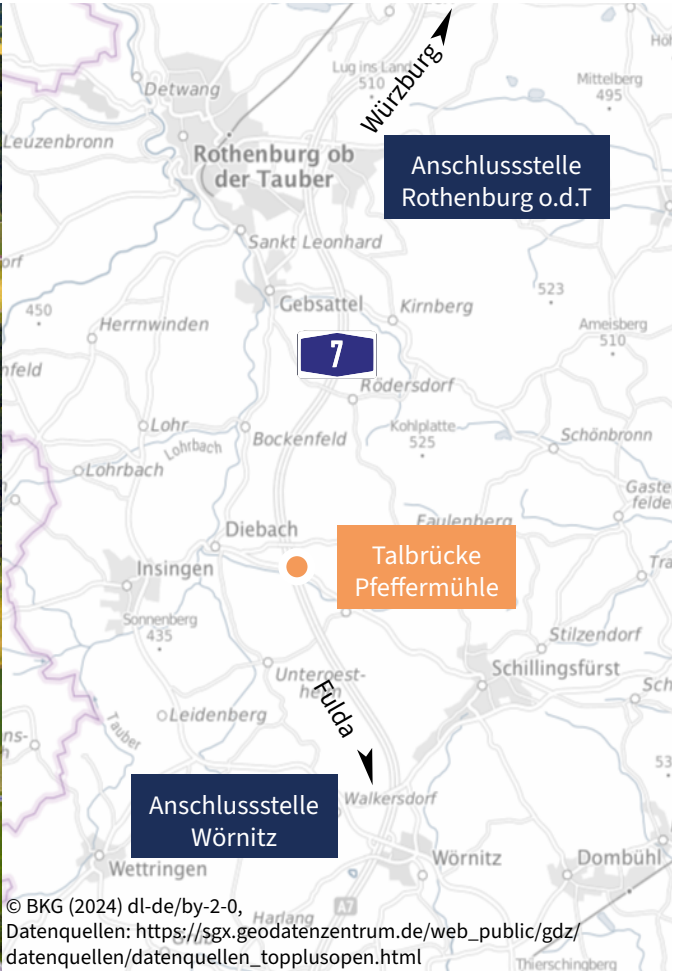 Höh
Lug ins Land
510
Mittelberg
495
Detwang
Würzburg
Leuzenbronn
Rothenburg ob
der Tauber
Anschlussstelle
Rothenburg o.d.T
Sankt Leonhard
orf
523
Gebsattel
Kirnberg
450
Herrnwinden
Ameisberg
510
7
nfeld
Rödersdorf
Lohr
Kohlplatte
525
Bockenfeld
Schönbronn
Lohrbach
Lohrbach
Gaste
felde
Faulenberg
Diebach
Talbrücke
Pfeffermühle
Tra
Insingen
Sonnenberg
435
Stilzendorf
Schillingsfürst
Unteroest-
heim
Sch
Fulda
Leidenberg
Tauber
ns-
h
53
Anschlussstelle
Wörnitz
Walkersdorf
Wörnitz
Dombühl
Wettringen
A7
© BKG (2024) dl-de/by-2-0,
Harlang
Datenquellen: https://sgx.geodatenzentrum.de/web_public/gdz/
datenquellen/datenquellen_topplusopen.html
Thierschingberg